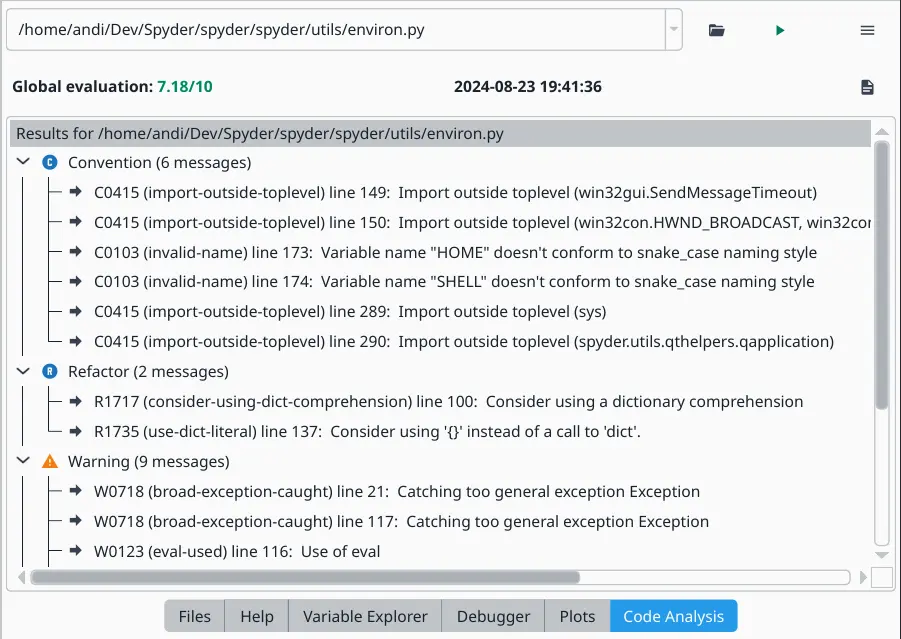 /home/andi/Dev/Spyder/spyder/spyder/utils/environ.py
Global evaluation: 7.18/10 2024-08-23 19:41:36
Results for /home/andi/Dev/Spyder/spyder/spyder/utils/environ.py
C Convention (6 messages)
C0415 (import-outside-toplevel) line 149: Import outside toplevel (win32gui.SendMessageTimeout)
C0415 (import-outside-toplevel) line 150: Import outside toplevel (win32con.HWND_BROADCAST, win32con
C0103 (invalid-name) line 173: Variable name "HOME" doesn't conform to snake_case naming style
C0103 (invalid-name) line 174: Variable name "SHELL" doesn't conform to snake_case naming style
C0415 (import-outside-toplevel) line 289: Import outside toplevel (sys)
C0415 (import-outside-toplevel) line 290: Import outside toplevel (spyder.utils.qthelpers.qapplication)
R Refactor (2 messages)
R1717 (consider-using-dict-comprehension) line 100: Consider using a dictionary comprehension
R1735 (use-dict-literal) line 137: Consider using '{}' instead of a call to 'dict'.
Warning (9 messages)
W0718 (broad-exception-caught) line 21: Catching too general exception Exception
W0718 (broad-exception-caught) line 117: Catching too general exception Exception
W0123 (eval-used) line 116: Use of eval
Files Help Variable Explorer Debugger Plots Code Analysis